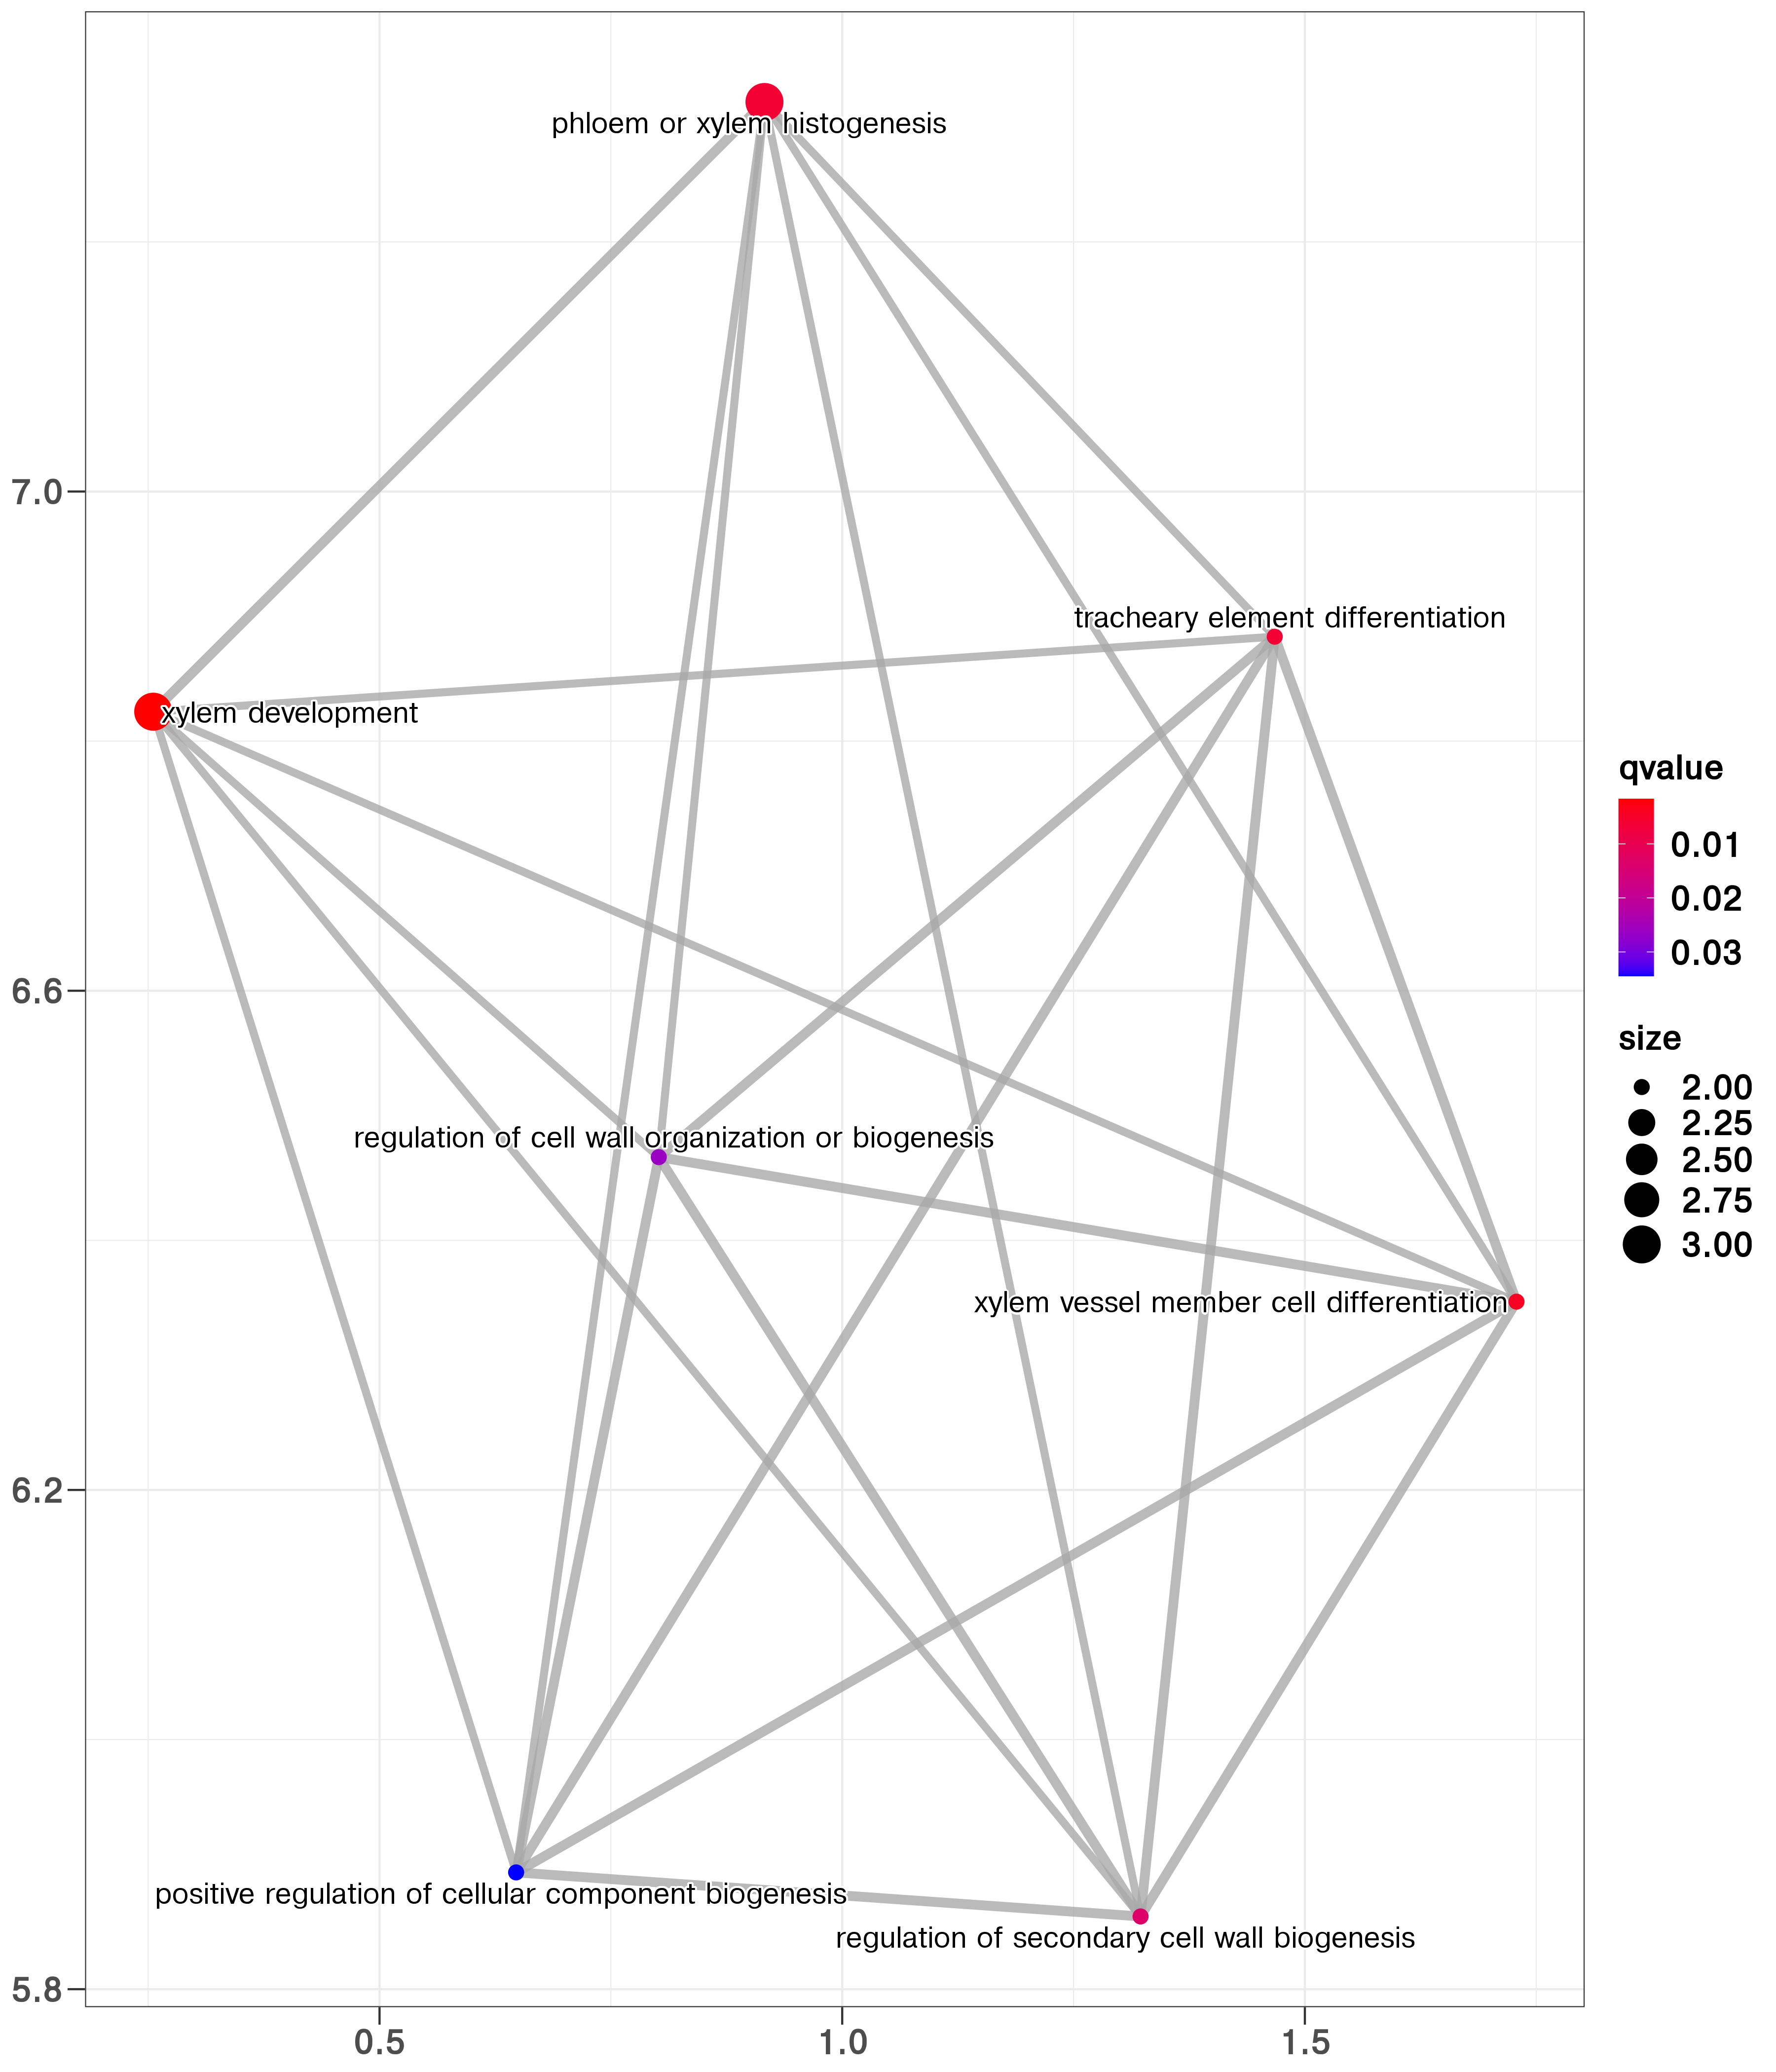 phloem or xylem histogenesis
7.0
tracheary element differentiation
xylem development
6.6
regulation of cell wall organization or biogenesis
xylem vessel member cell differentiation
6.2
positive regulation of cellular component biogenesis
regulation of secondary cell wall biogenesis
5.8
0.5
1.0
1.5
qvalue
0.01
0.02
0.03
size
2.00
2.25
2.50
2.75
3.00